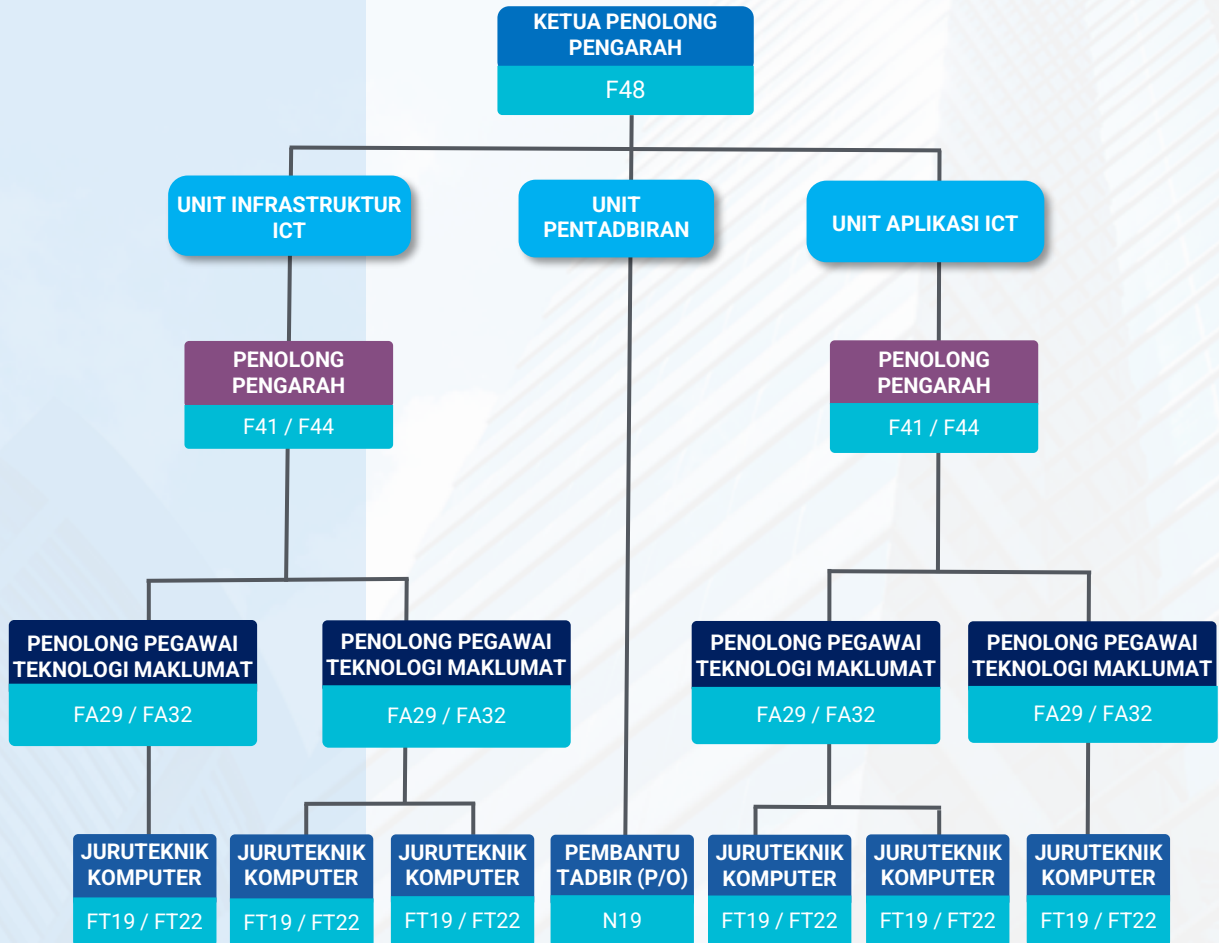 KETUA PENOLONG
PENGARAH
F48
UNIT INFRASTRUKTUR
ICT
UNIT
PENTADBIRAN
UNIT APLIKASI ICT
PENOLONG
PENGARAH
F41 / F44
PENOLONG
PENGARAH
F41 / F44
PENOLONG PEGAWAI
TEKNOLOGI MAKLUMAT
FA29 / FA32
PENOLONG PEGAWAI
TEKNOLOGI MAKLUMAT
FA29 / FA32
PENOLONG PEGAWAI
TEKNOLOGI MAKLUMAT
FA29 / FA32
PENOLONG PEGAWAI
TEKNOLOGI MAKLUMAT
FA29 / FA32
JURUTEKNIK
KOMPUTER
FT19 / FT22
JURUTEKNIK
KOMPUTER
FT19 / FT22
JURUTEKNIK
KOMPUTER
FT19 / FT22
PEMBANTU
TADBIR (P/O)
N19
JURUTEKNIK
KOMPUTER
FT19 / FT22
JURUTEKNIK
KOMPUTER
FT19 / FT22
JURUTEKNIK
KOMPUTER
FT19 / FT22